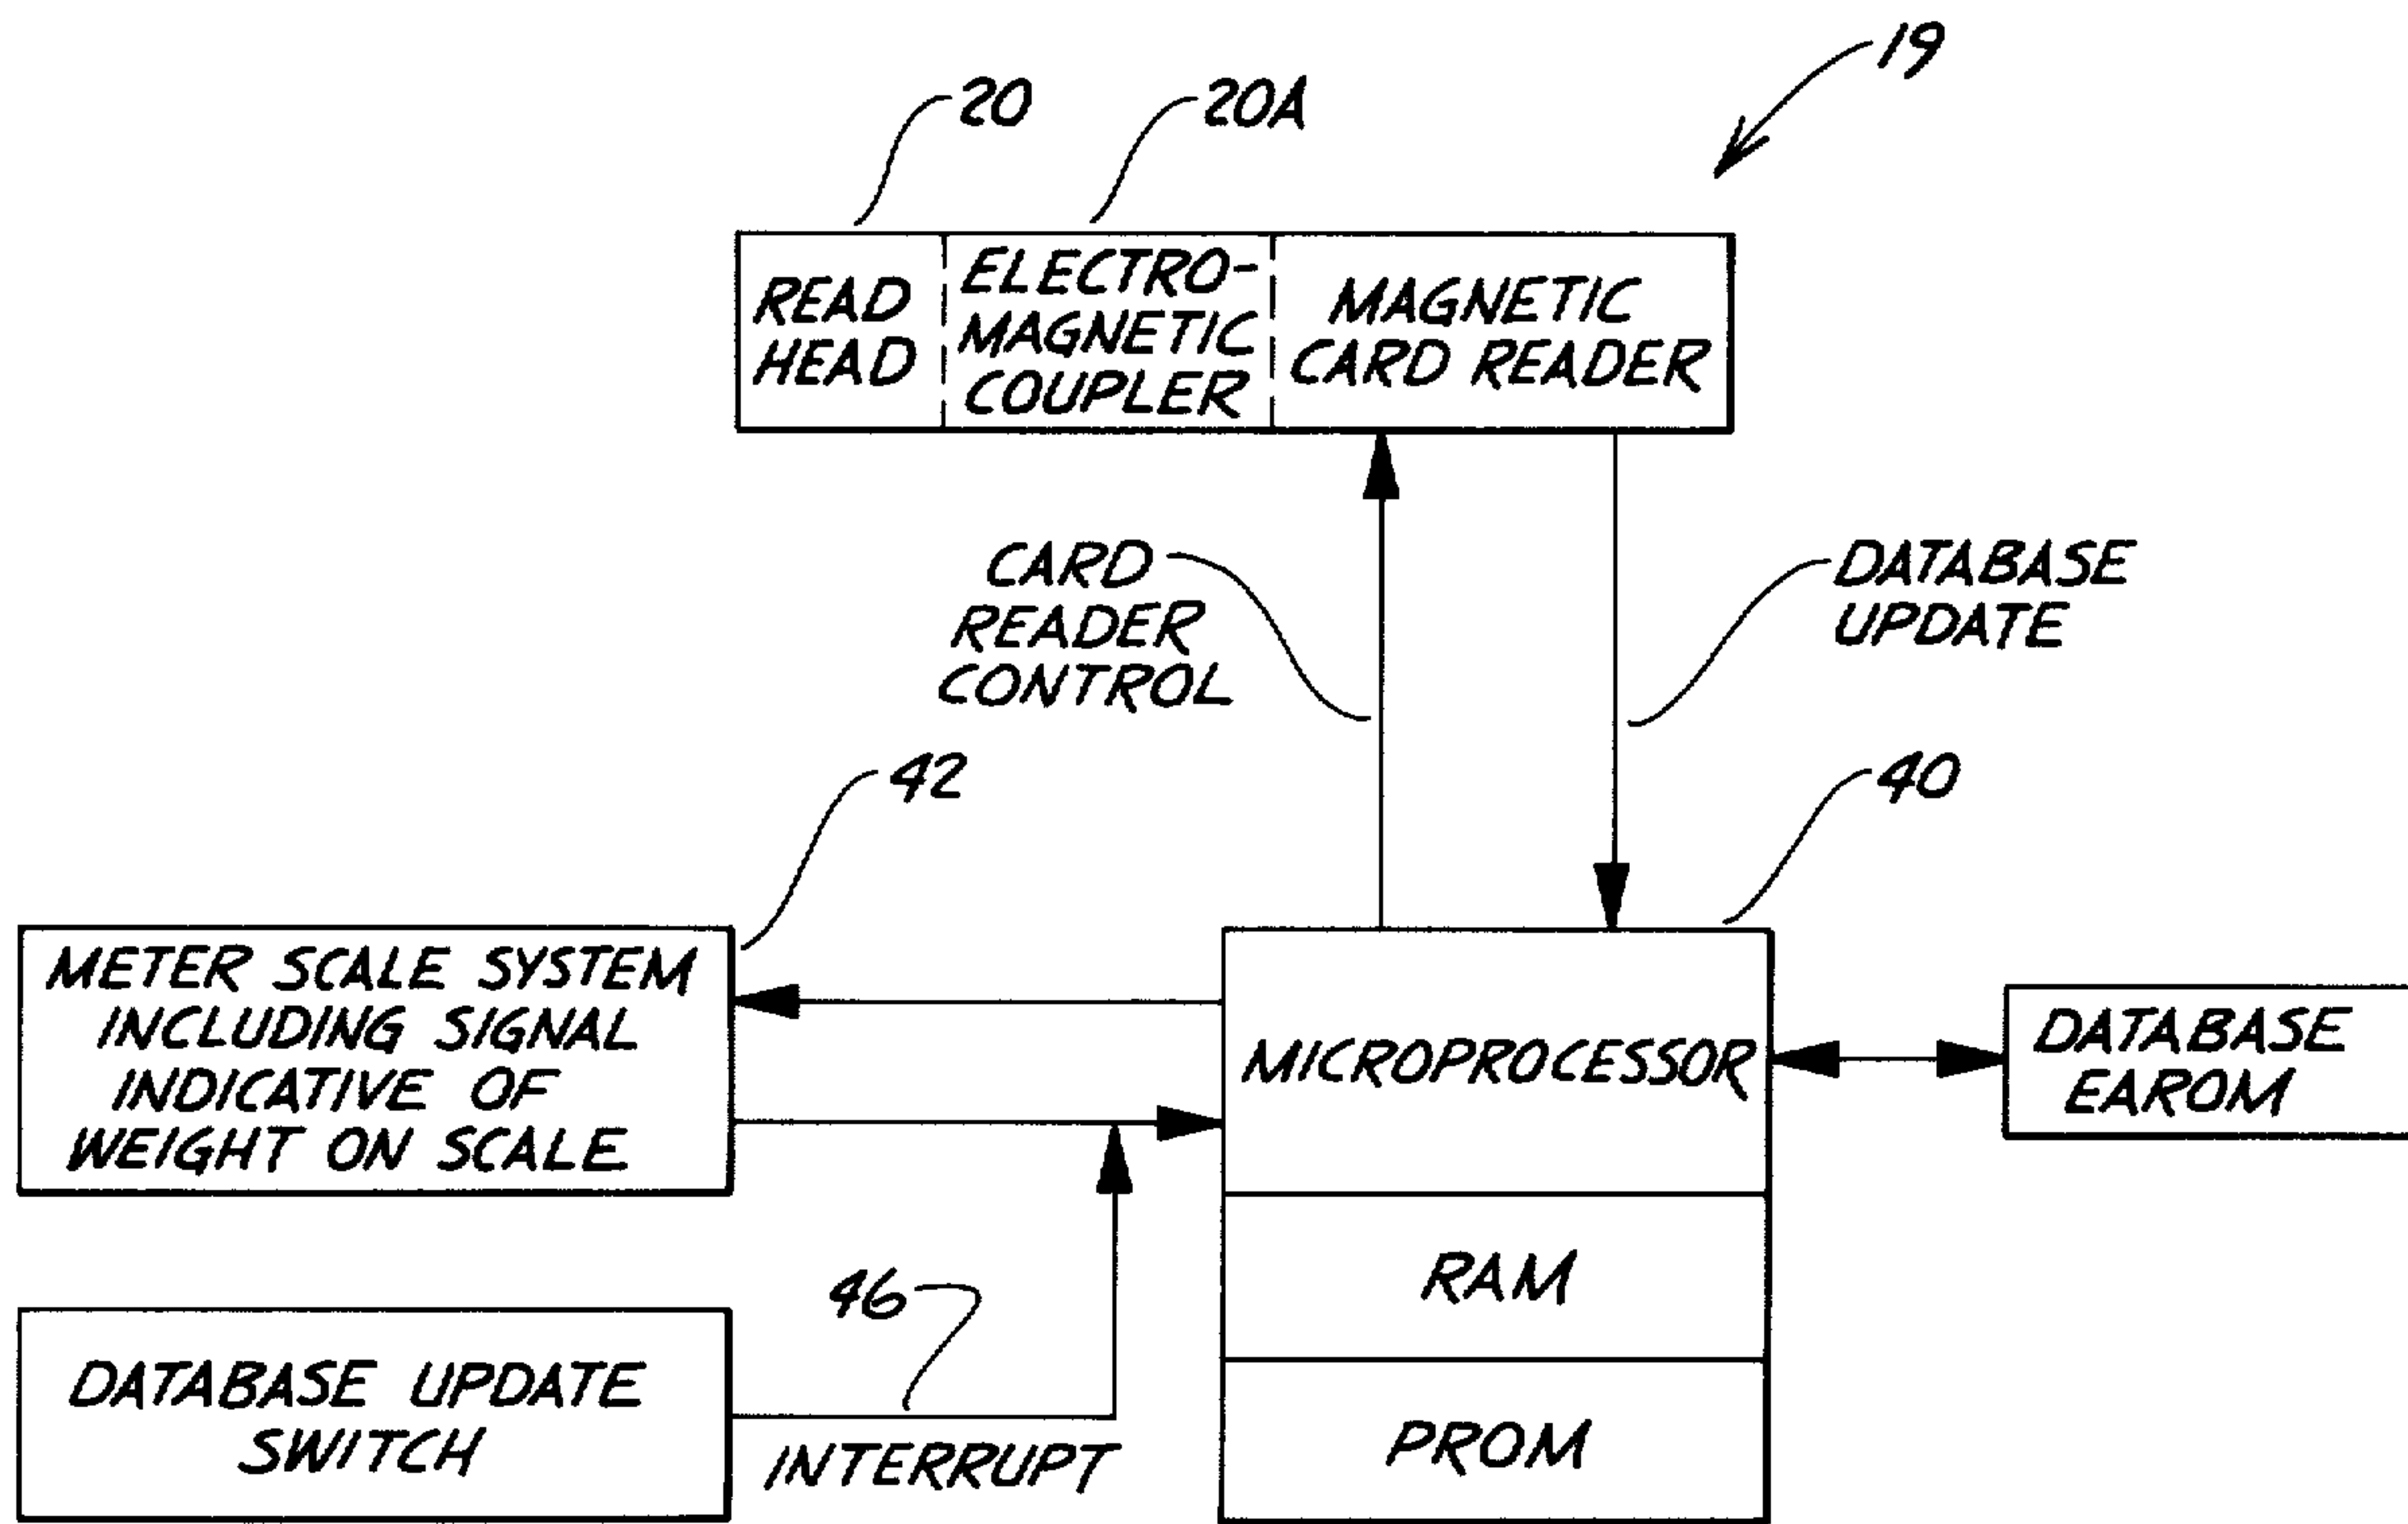 19
20
20A
READ
HEAD
ELECTRO-
MAGNETIC
COUPLER
MAGNETIC
CARD READER
CARD
READER
CONTROL
DATABASE
UPDATE
42
40
METER SCALE SYSTEM
INCLUDING SIGNAL
INDICATIVE OF
WEIGHT ON SCALE
MICROPROCESSOR
DATABASE
EAROM
RAM
PROM
46
DATABASE UPDATE
SWITCH
INTERRUPT